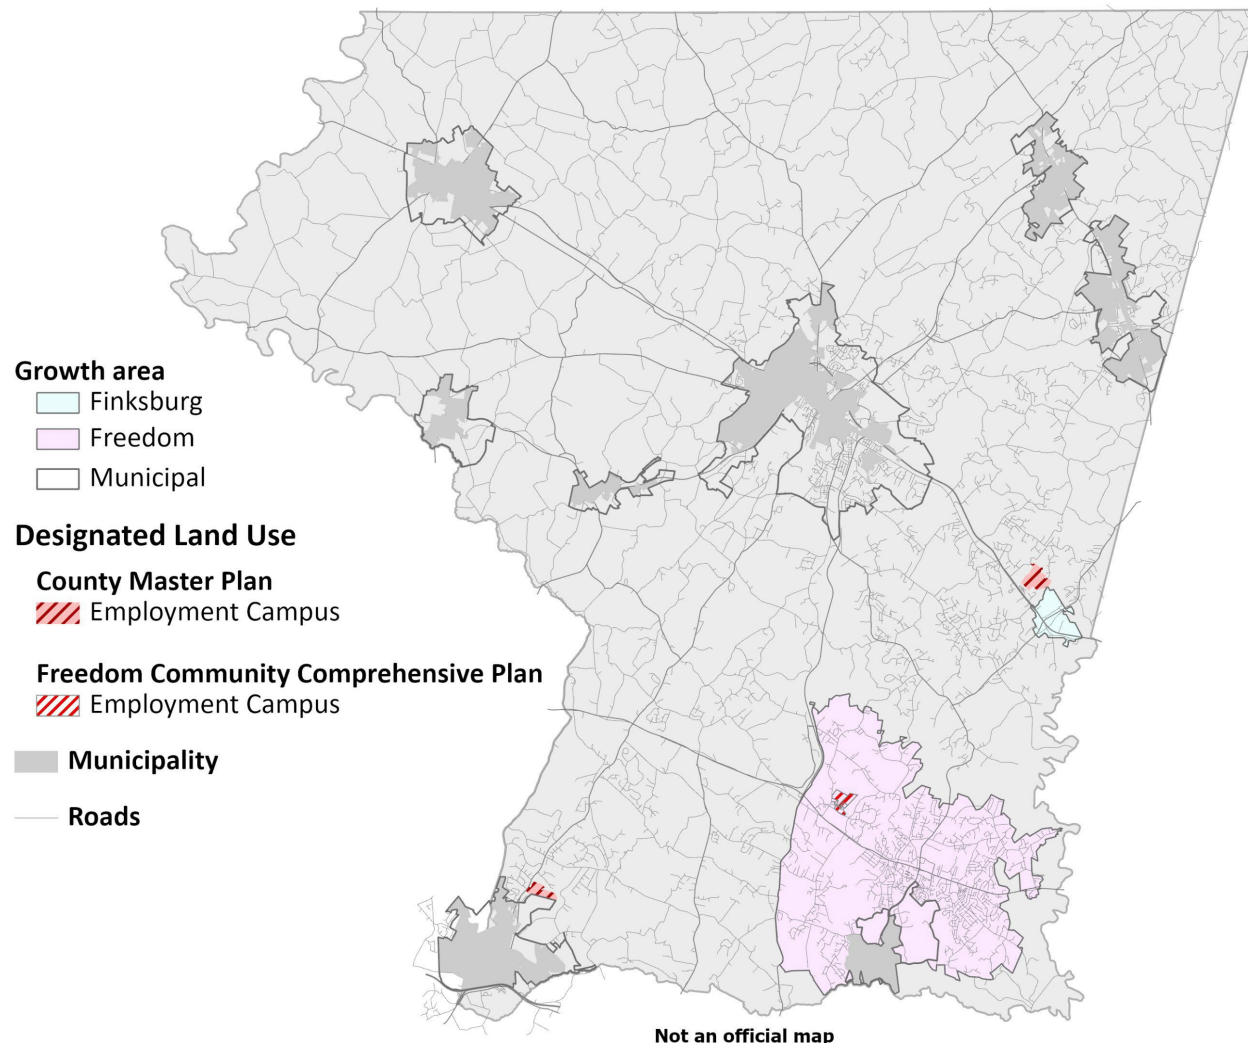 Growth area
Finksburg
Freedom
Municipal
Designated Land Use
County Master Plan
Employment Campus
Freedom Community Comprehensive Plan
Employment Campus
Municipality
Roads
Not an official map